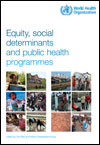 World Health
Organization
Equity, social
determinants
and public health
programmes